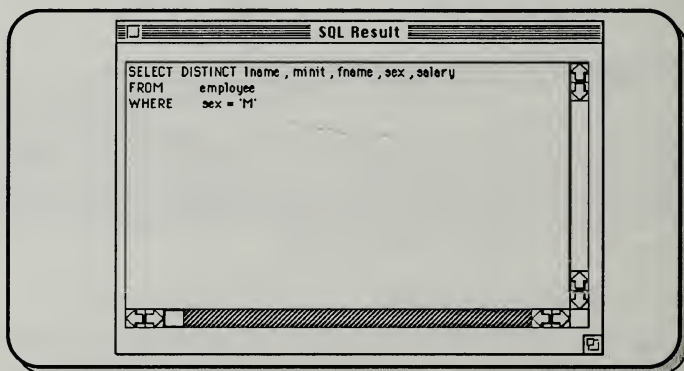 SQL Result
SELECT DISTINCT lname , minit , fname , sex , salary
FROM employee
WHERE sex = 'M'